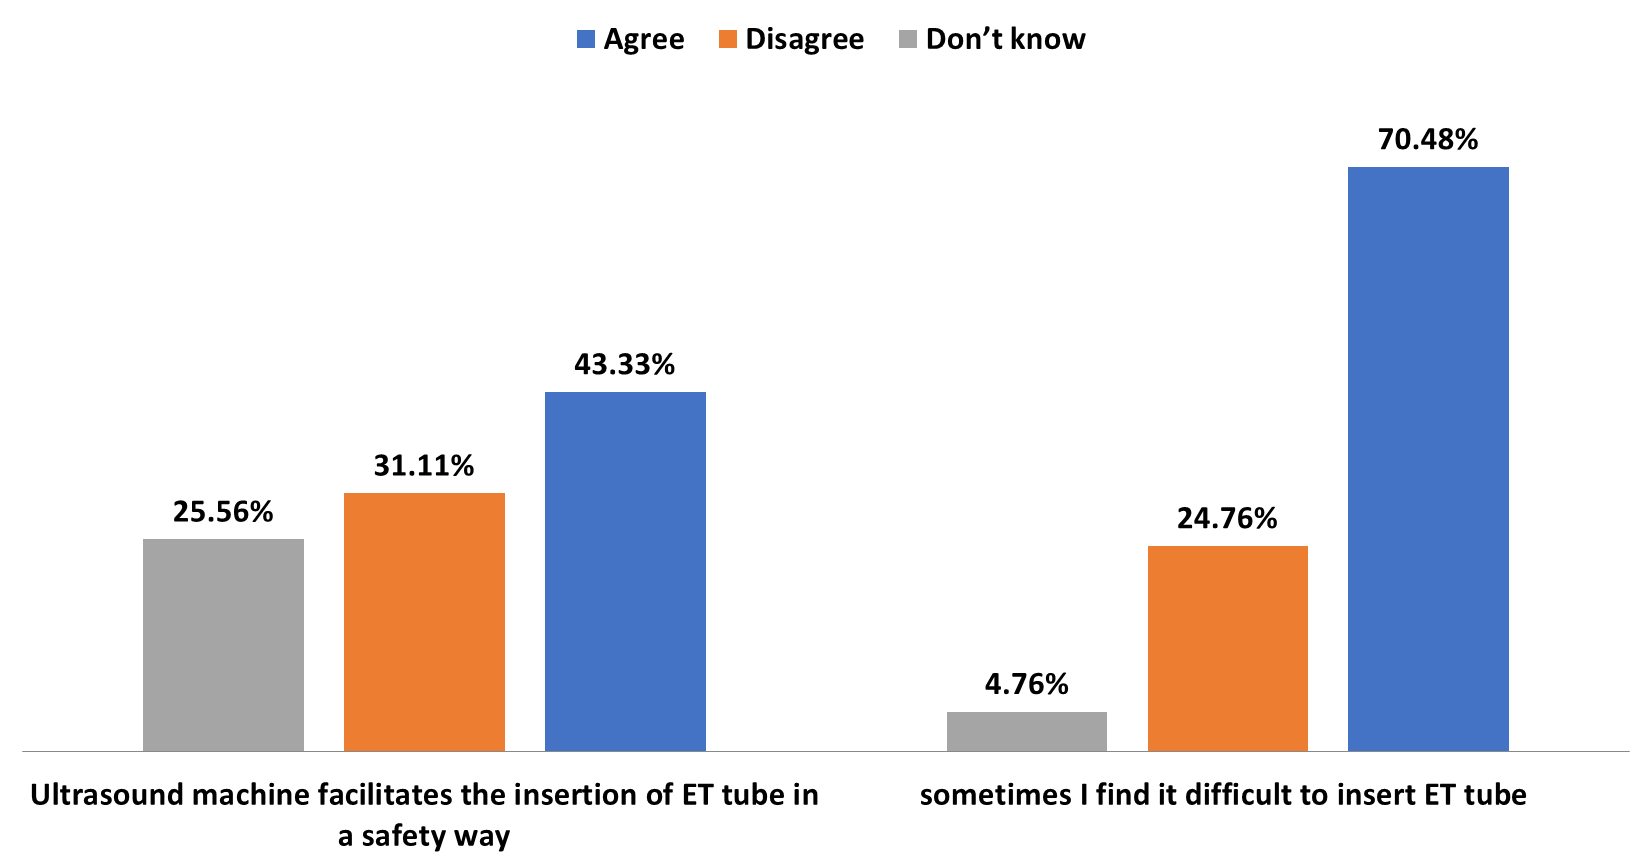 Agree Disagree Don’t know
70.48%
43.33%
31.11%
25.56%
24.76%
4.76%
Ultrasound machine facilitates the insertion of ET tube in
a safety way
sometimes I find it difficult to insert ET tube